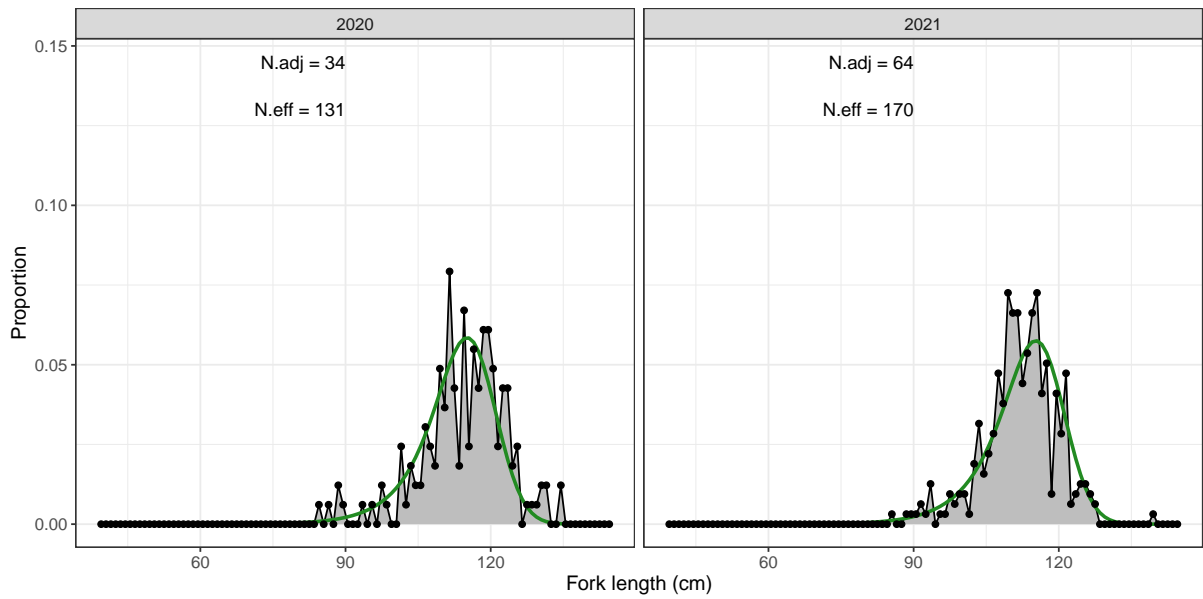 2020
2021
N.adj = 34
N.eff = 131
N.adj = 64
N.eff = 170
0.15
0.10
0.05
0.00
Proportion
60 90 120
60 90 120
Fork length (cm)